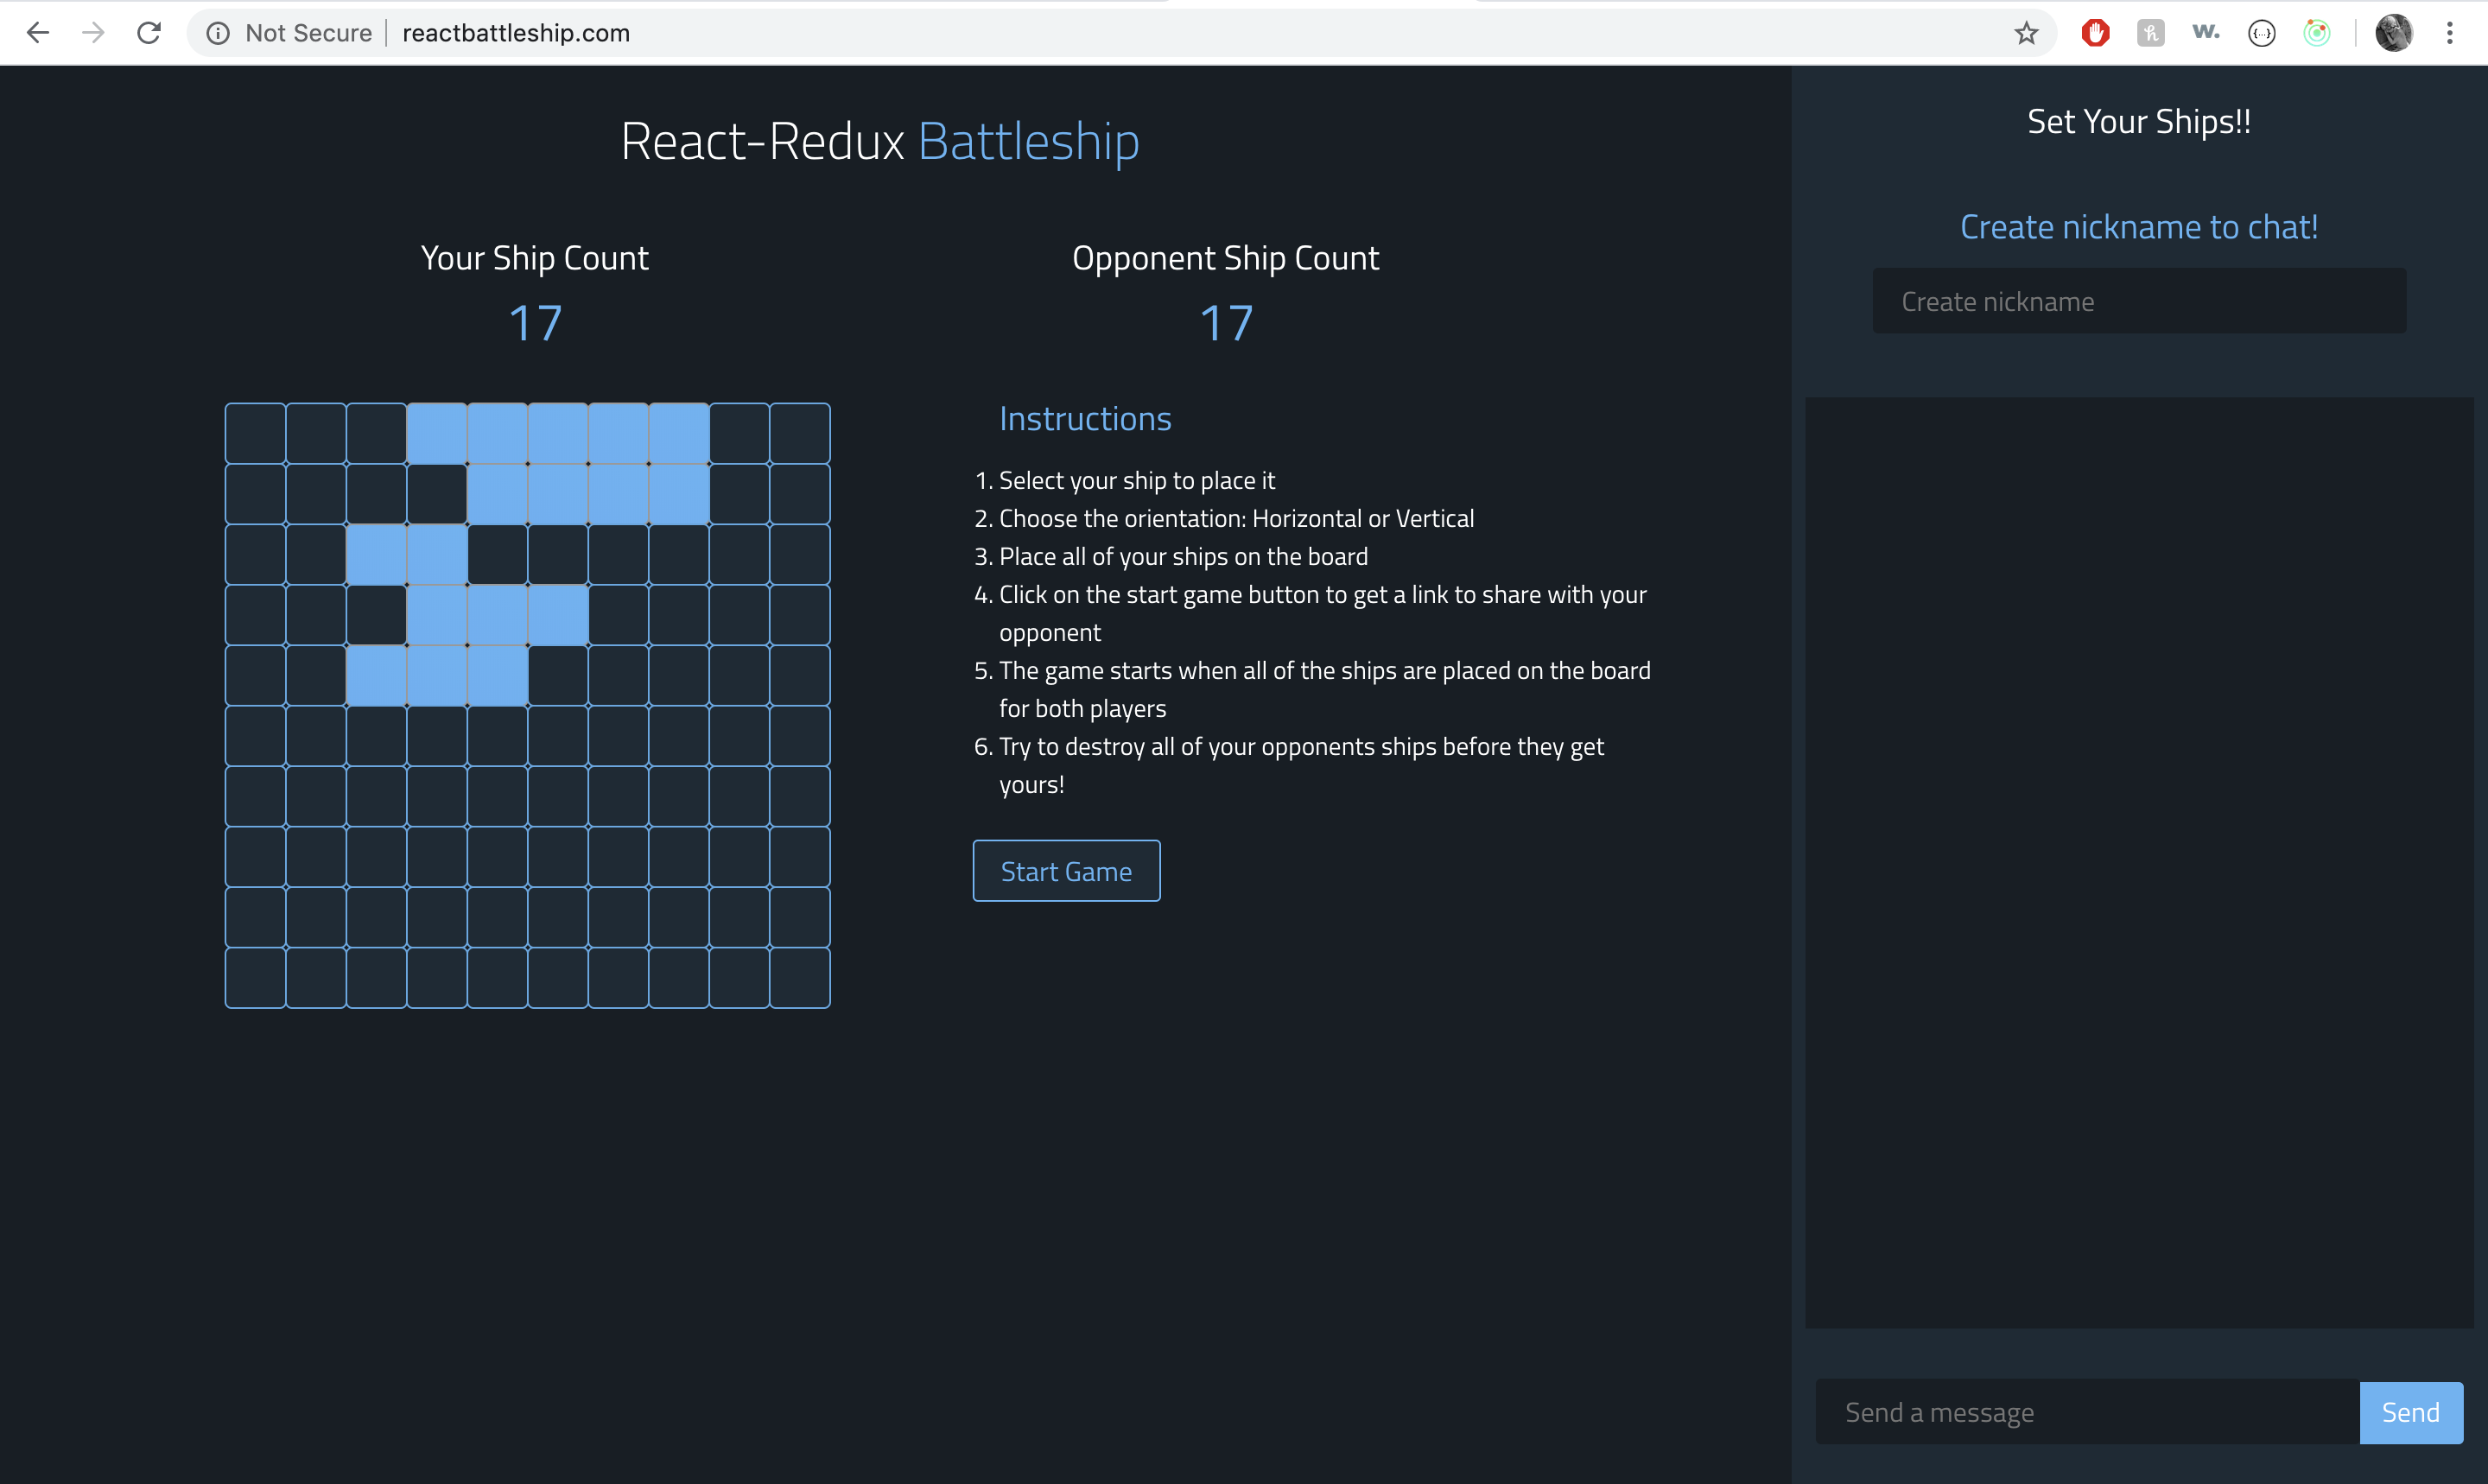 Not Secure | reactbattleship.com
w.
React-Redux Battleship
Your Ship Count
17
Opponent Ship Count
17
Instructions
1. Select your ship to place it
2. Choose the orientation: Horizontal or Vertical
3. Place all of your ships on the board
4. Click on the start game button to get a link to share with your
opponent
5. The game starts when all of the ships are placed on the board
for both players
6. Try to destroy all of your opponents ships before they get
yours!
Start Game
Set Your Ships!!
Create nickname to chat!
Create nickname
Send a message
Send